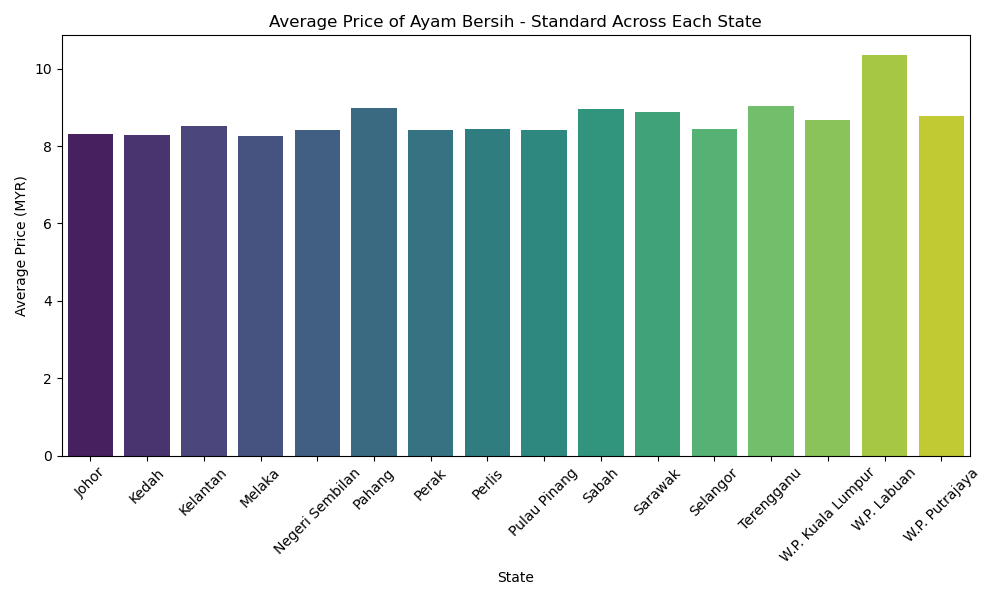 Average Price of Ayam Bersih - Standard Across Each State
Average Price (MYR)
10
8
6
4
2
0
Johor
Kedah
Kelantan
Melaka
Negeri Sembilan
Pahang
Perak
Perlis
Pulau Pinang
Sabah
Sarawak
Selangor
Terengganu
W.P. Kuala Lumpur
W.P. Labuan
W.P. Putrajaya
State